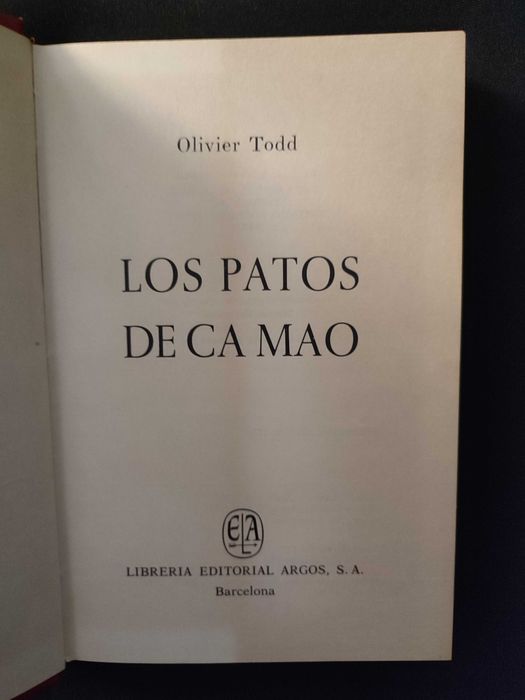 Olivier Todd
LOS PATOS
DE CA MAO
ELA
LIBRERIA EDITORIAL ARGOS, S. A.
Barcelona